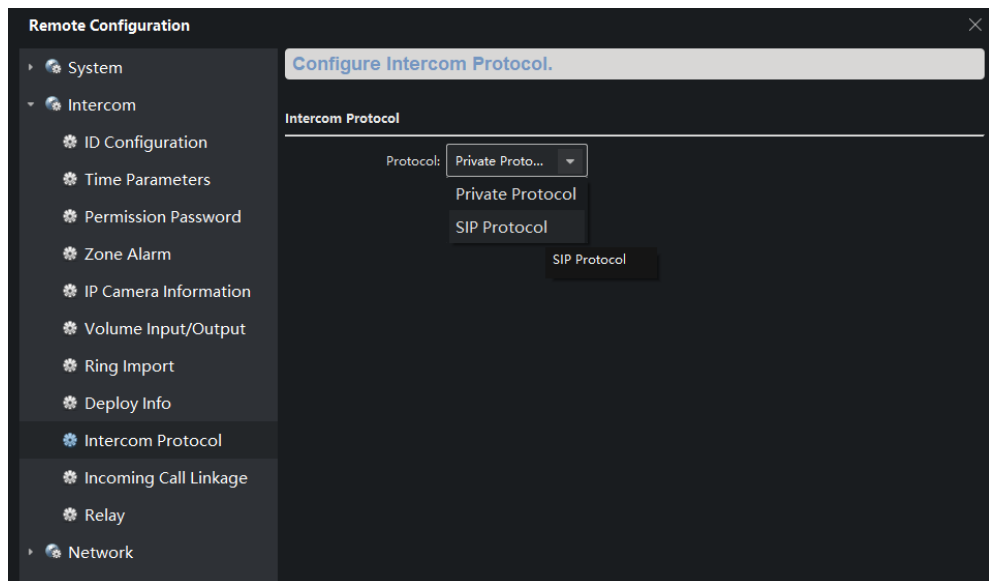 Remote Configuration
System
Intercom
ID Configuration
Time Parameters
Permission Password
Zone Alarm
IP Camera Information
Volume Input/Output
Ring Import
Deploy Info
Intercom Protocol
Incoming Call Linkage
Relay
Network
Configure Intercom Protocol.
Intercom Protocol
Protocol: Private Proto...
Private Protocol
SIP Protocol
SIP Protocol